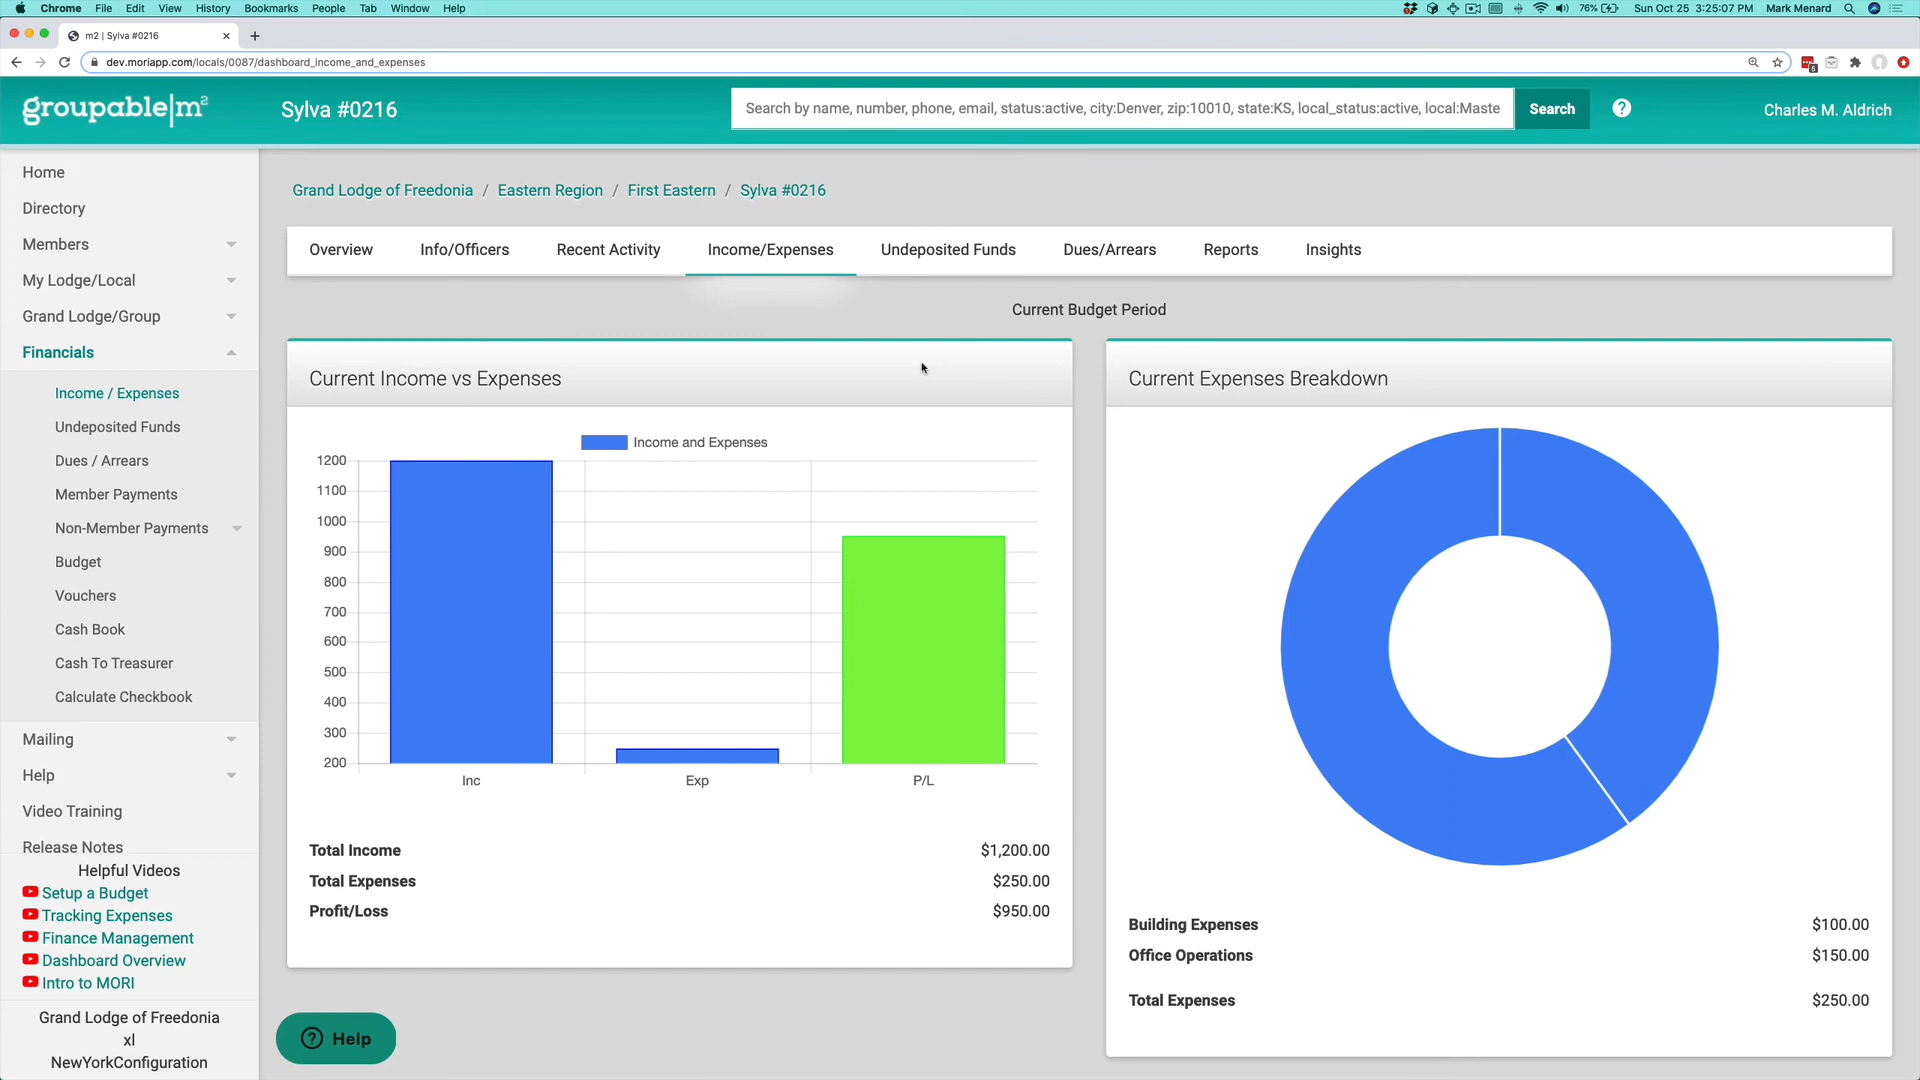 Chrome File Edit View History Bookmarks People Tab Window Help 76% Sun Oct 25 3:25:07 PM Mark Menard
m2 | Sylva #0216
dev.moriapp.com/locals/0087/dashboard_income_and_expenses
groupable|m²
Sylva #0216
Search by name, number, phone, email, status:active, city:Denver, zip:10010, state:KS, local_status:active, local:Maste
Search
Charles M. Aldrich
Home
Directory
Members
My Lodge/Local
Grand Lodge/Group
Financials
Income / Expenses
Undeposited Funds
Dues / Arrears
Member Payments
Non-Member Payments
Budget
Vouchers
Cash Book
Cash To Treasurer
Calculate Checkbook
Mailing
Help
Video Training
Release Notes
Helpful Videos
Setup a Budget
Tracking Expenses
Finance Management
Dashboard Overview
Intro to MORI
Grand Lodge of Freedonia
xl
NewYorkConfiguration
Grand Lodge of Freedonia / Eastern Region / First Eastern / Sylva #0216
Overview Info/Officers Recent Activity Income/Expenses Undeposited Funds Dues/Arrears Reports Insights
Current Budget Period
Current Income vs Expenses
Income and Expenses
1200
1100
1000
900
800
700
600
500
400
300
200
Inc Exp P/L
Total Income $1,200.00
Total Expenses $250.00
Profit/Loss $950.00
Current Expenses Breakdown
Building Expenses $100.00
Office Operations $150.00
Total Expenses $250.00
? Help